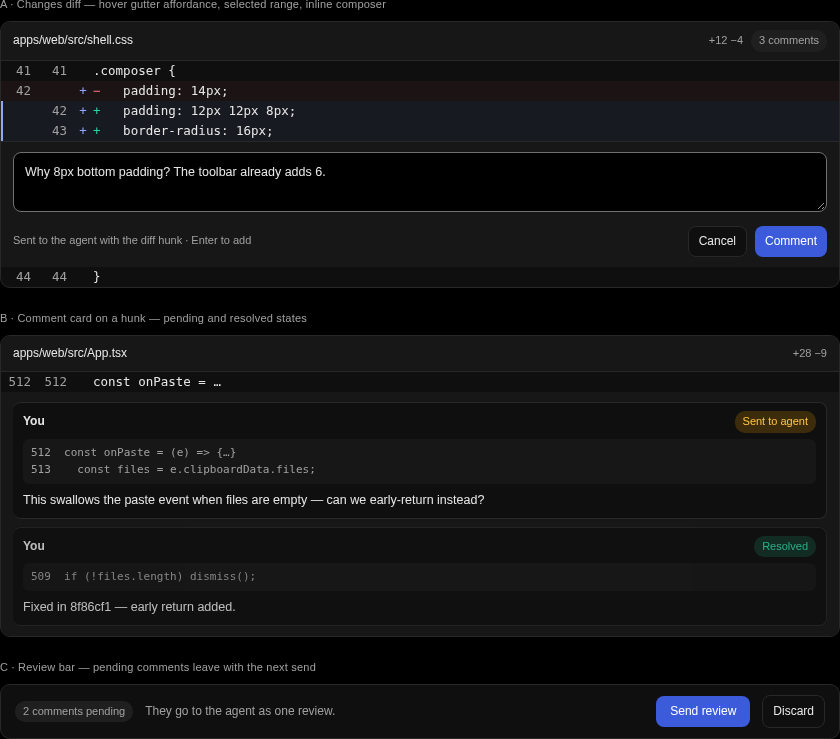 A · Changes diff — hover gutter affordance, selected range, inline composer
apps/web/src/shell.css +12 −4 3 comments
41 41 .composer {
42 + − padding: 14px;
42 + + padding: 12px 12px 8px;
43 + + border-radius: 16px;
Why 8px bottom padding? The toolbar already adds 6.
Sent to the agent with the diff hunk · Enter to add Cancel Comment
44 44 }
B · Comment card on a hunk — pending and resolved states
apps/web/src/App.tsx +28 −9
512 512 const onPaste = …
You Sent to agent
512 const onPaste = (e) => {…}
513 const files = e.clipboardData.files;
This swallows the paste event when files are empty — can we early-return instead?
You Resolved
509 if (!files.length) dismiss();
Fixed in 8f86cf1 — early return added.
C · Review bar — pending comments leave with the next send
2 comments pending They go to the agent as one review. Send review Discard